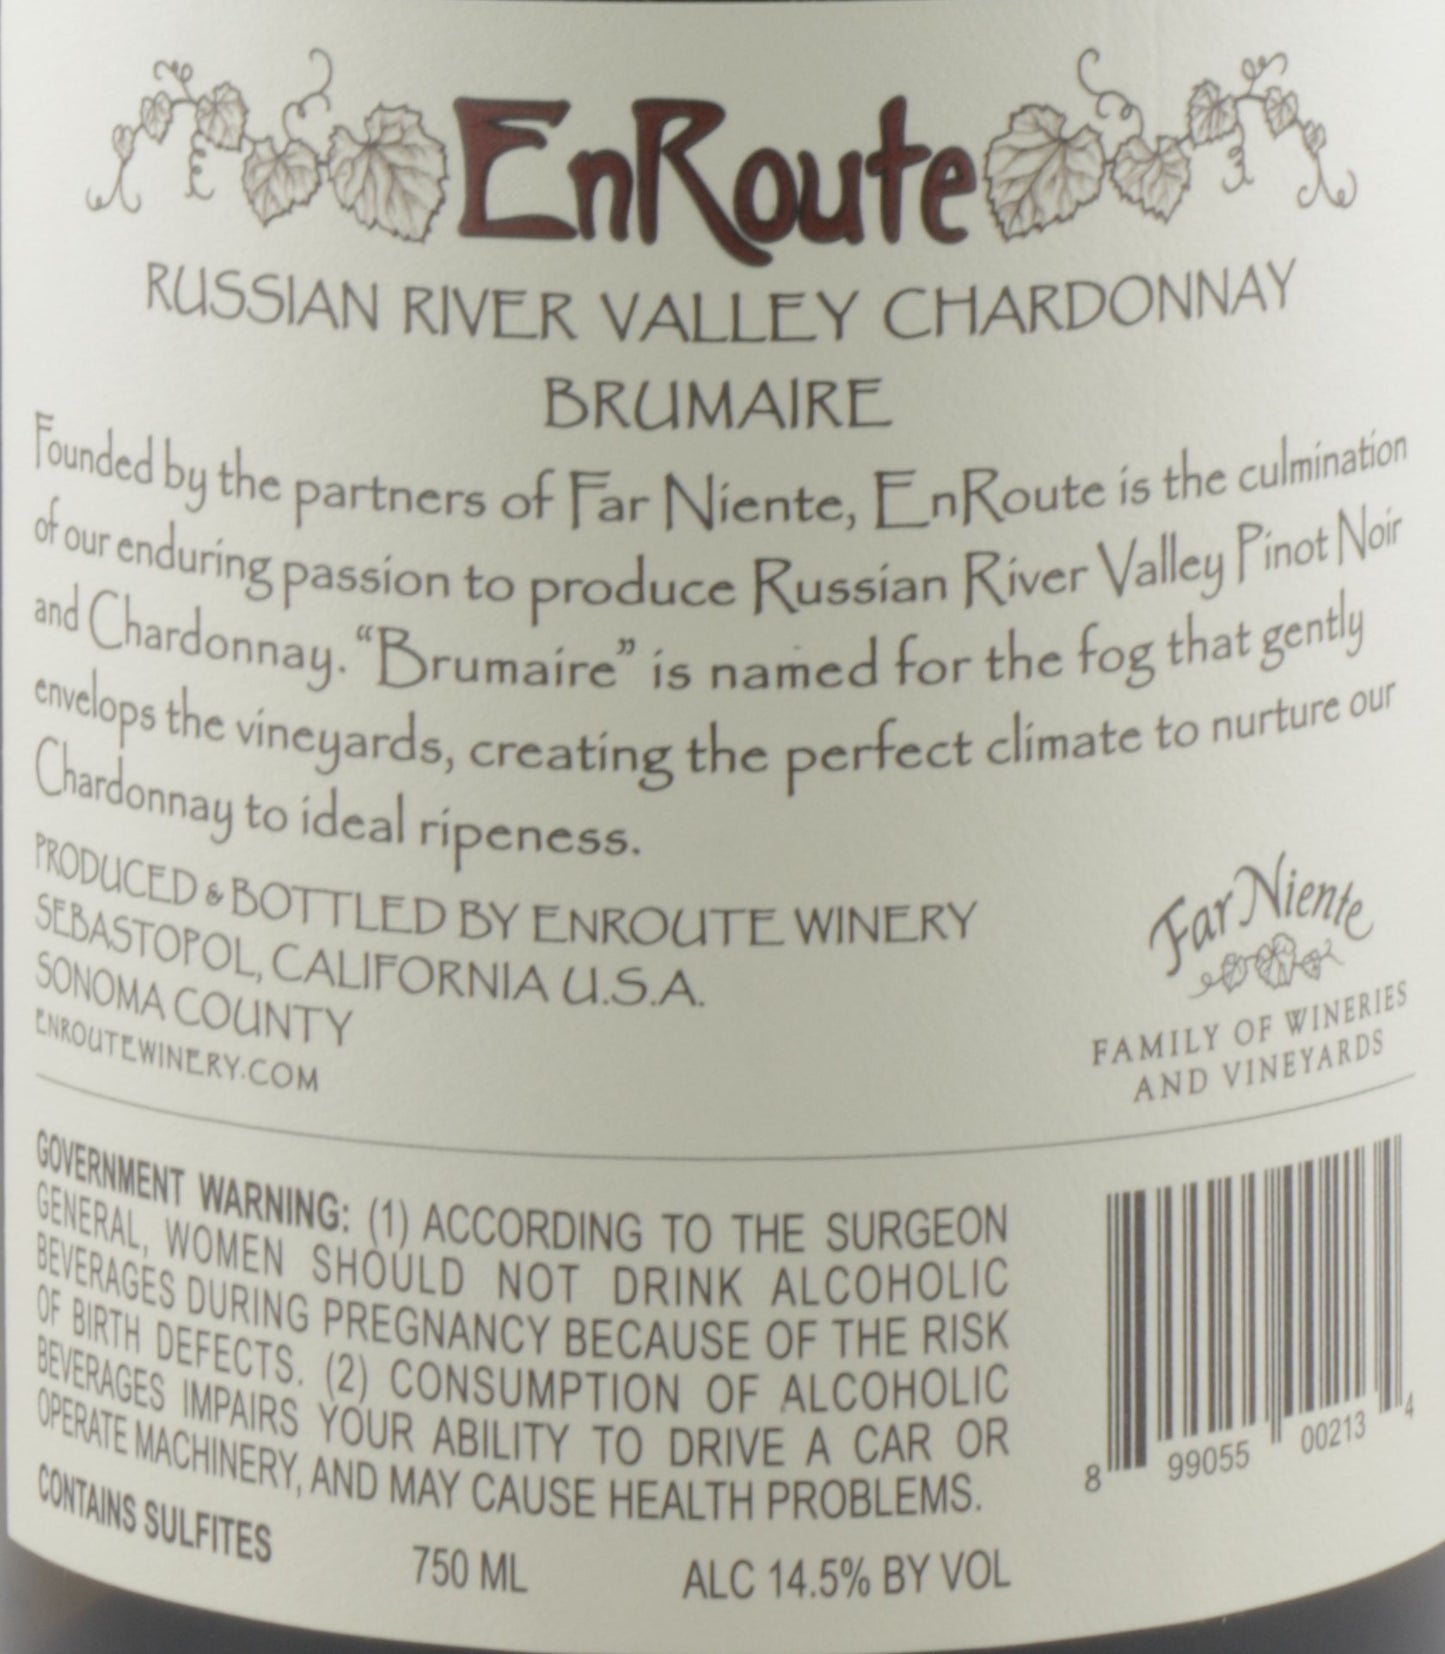 EnRoute
RUSSIAN RIVER VALLEY CHARDONNAY
BRUMAIRE
Founded by the partners of Far Niente, EnRoute is the culmination
of our enduring passion to produce Russian River Valley Pinot Noir
and Chardonnay. “Brumaire” is named for the fog that gently
envelops the vineyards, creating the perfect climate to nurture our
Chardonnay to ideal ripeness.
PRODUCED & BOTTLED BY ENROUTE WINERY
SEBASTOPOL, CALIFORNIA U.S.A.
SONOMA COUNTY
ENROUTEWINERY.COM
Far Niente
FAMILY OF WINERIES
AND VINEYARDS
GOVERNMENT WARNING: (1) ACCORDING TO THE SURGEON
GENERAL, WOMEN SHOULD NOT DRINK ALCOHOLIC
BEVERAGES DURING PREGNANCY BECAUSE OF THE RISK
OF BIRTH DEFECTS. (2) CONSUMPTION OF ALCOHOLIC
BEVERAGES IMPAIRS YOUR ABILITY TO DRIVE A CAR OR
OPERATE MACHINERY, AND MAY CAUSE HEALTH PROBLEMS.
CONTAINS SULFITES
750 ML
ALC 14.5% BY VOL
8 99055 00213 4